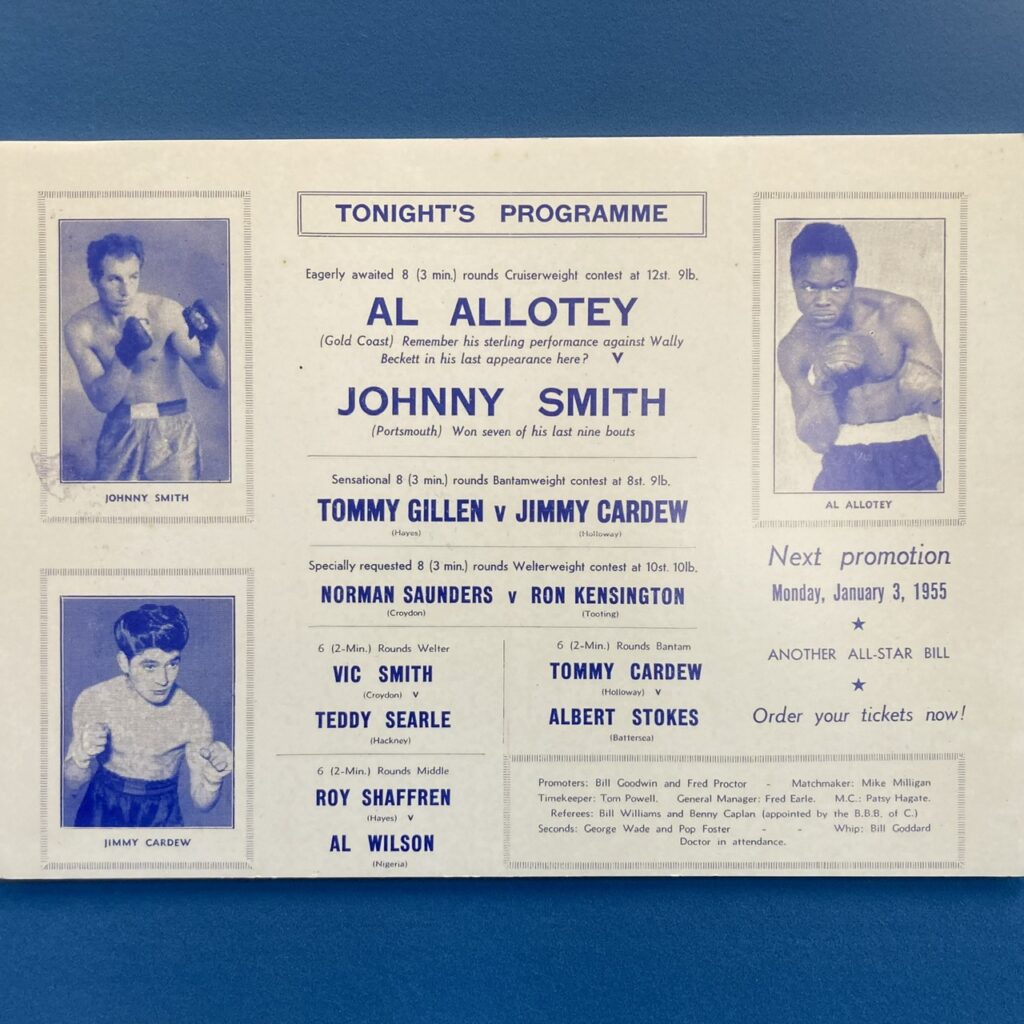 TONIGHT'S PROGRAMME
Eagerly awaited 8 (3 min.) rounds Cruiserweight contest at 12st. 9lb.
AL ALLOTEY
(Gold Coast) Remember his sterling performance against Wally
Beckett in his last appearance here? V
JOHNNY SMITH
(Portsmouth) Won seven of his last nine bouts
Sensational 8 (3 min.) rounds Bantamweight contest at 8st. 9lb.
TOMMY GILLEN v JIMMY CARDEW
(Hayes) (Holloway)
Specially requested 8 (3 min.) rounds Welterweight contest at 10st. 10lb.
NORMAN SAUNDERS v RON KENSINGTON
(Croydon) (Tooting)
6 (2-Min.) Rounds Welter
VIC SMITH
(Croydon) v
TEDDY SEARLE
(Hackney)
6 (2-Min.) Rounds Bantam
TOMMY CARDEW
(Holloway) v
ALBERT STOKES
(Battersea)
6 (2-Min.) Rounds Middle
ROY SHAFFREN
(Hayes) v
AL WILSON
(Nigeria)
JOHNNY SMITH
JIMMY CARDEW
AL ALLOTEY
Next promotion
Monday, January 3, 1955
ANOTHER ALL-STAR BILL
Order your tickets now!
Promoters: Bill Goodwin and Fred Proctor - Matchmaker: Mike Milligan
Timekeeper: Tom Powell. General Manager: Fred Earle. M.C.: Patsy Hagate.
Referees: Bill Williams and Benny Caplan (appointed by the B.B.B. of C.)
Seconds: George Wade and Pop Foster - - Whip: Bill Goddard
Doctor in attendance.